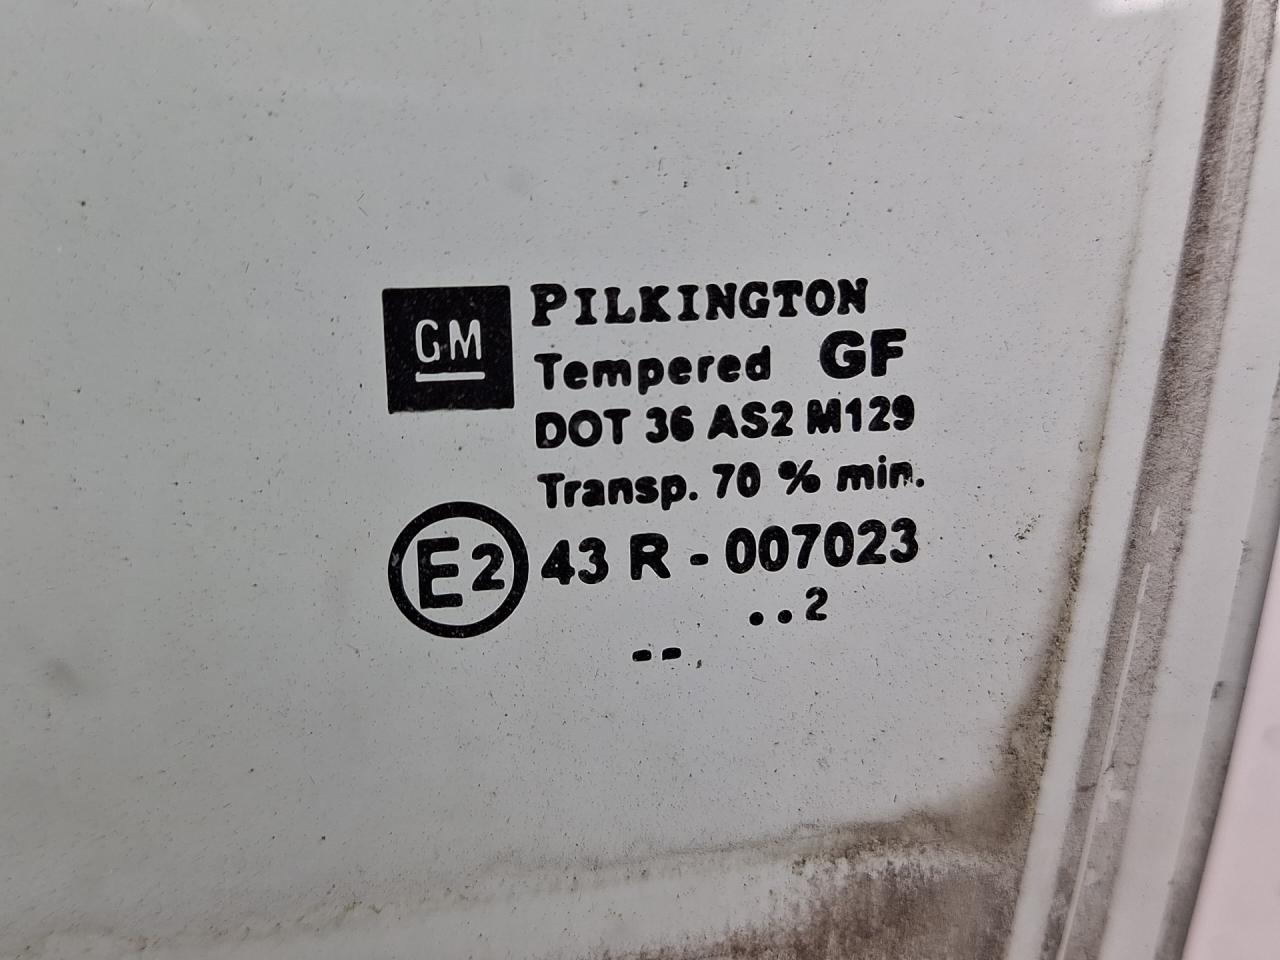 GM
PILKINGTON
Tempered GF
DOT 36 AS2 M129
Transp. 70 % min.
E2 43 R - 007023
..2
--